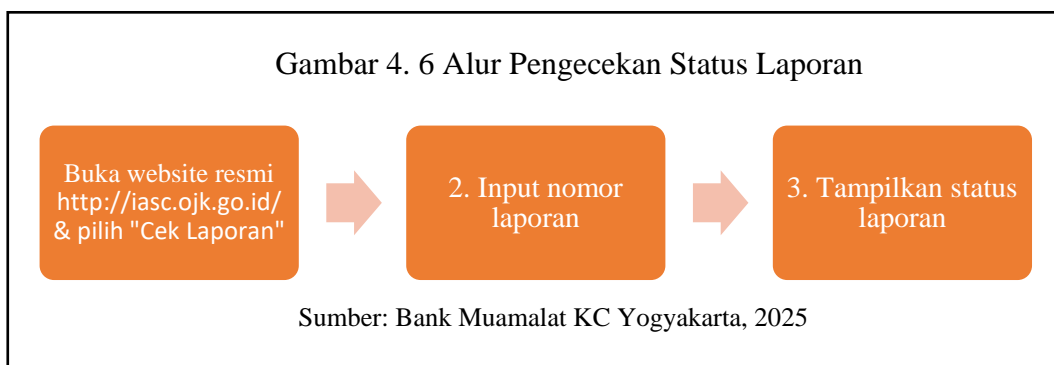 Gambar 4. 6 Alur Pengecekan Status Laporan
Buka website resmi
http://iasc.ojk.go.id/
& pilih "Cek Laporan"
2. Input nomor
laporan
3. Tampilkan status
laporan
Sumber: Bank Muamalat KC Yogyakarta, 2025